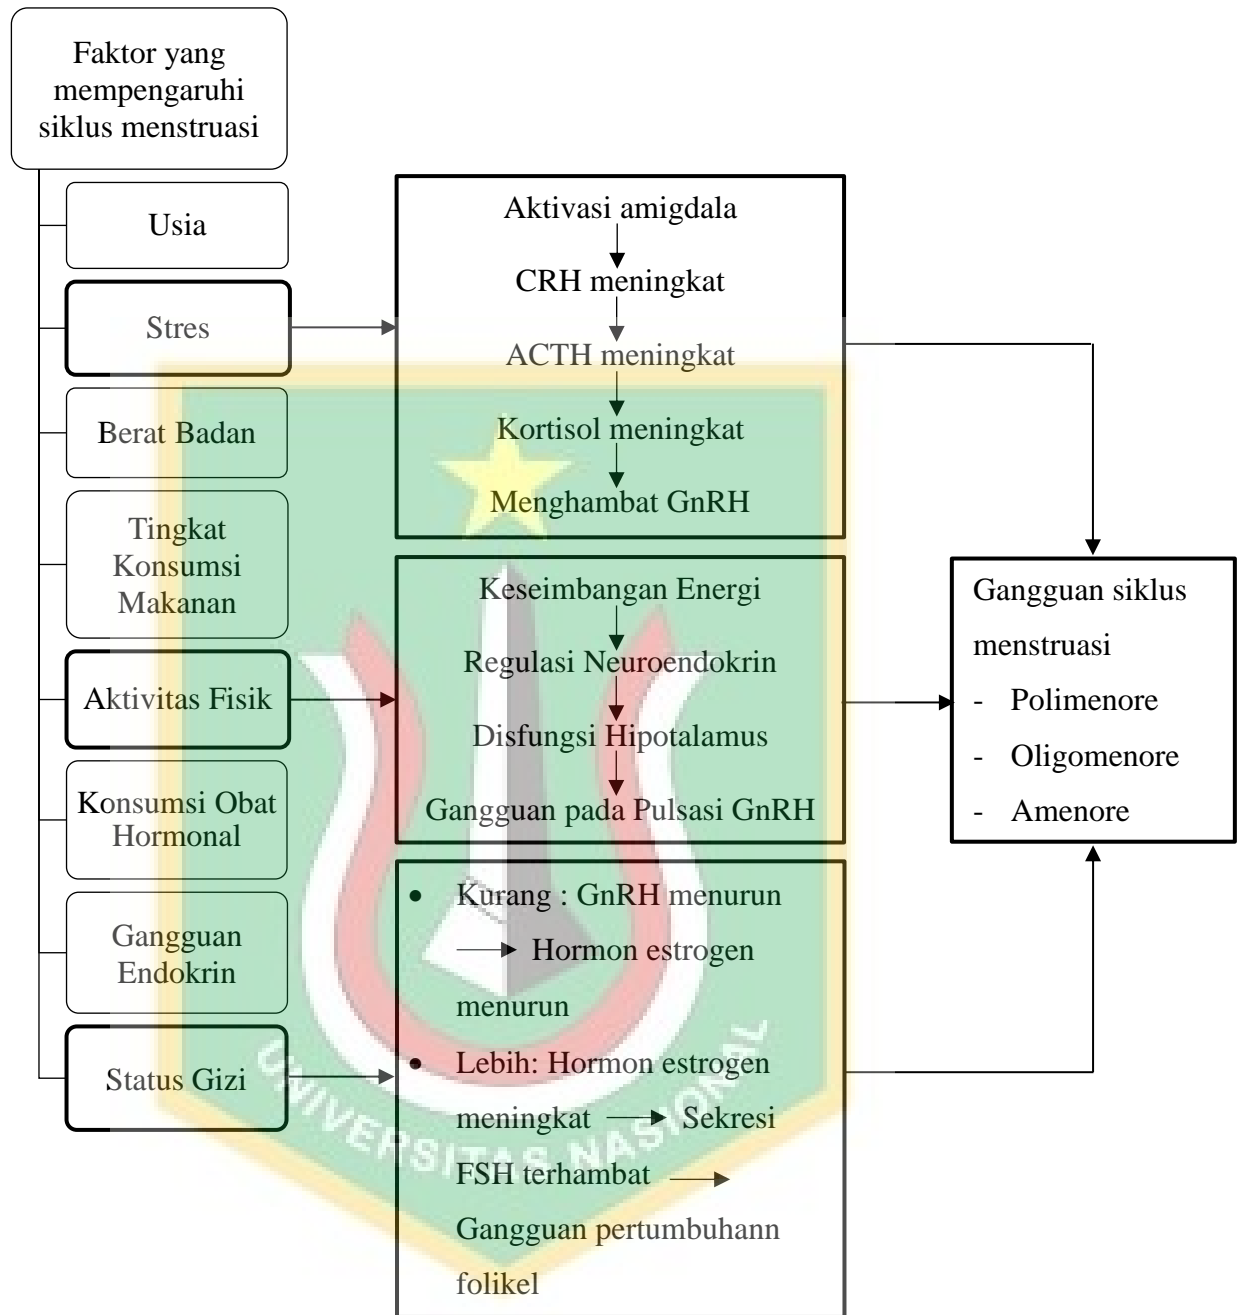 Faktor yang
mempengaruhi
siklus menstruasi
Usia
Stres
Berat Badan
Tingkat
Konsumsi
Makanan
Aktivitas Fisik
Konsumsi Obat
Hormonal
Gangguan
Endokrin
Status Gizi
Aktivasi amigdala
CRH meningkat
ACTH meningkat
Kortisol meningkat
Menghambat GnRH
Keseimbangan Energi
Regulasi Neuroendokrin
Disfungsi Hipotalamus
Gangguan pada Pulsasi GnRH
• Kurang : GnRH menurun
→ Hormon estrogen
menurun
• Lebih: Hormon estrogen
meningkat → Sekresi
FSH terhambat →
Gangguan pertumbuhann
folikel
Gangguan siklus
menstruasi
- Polimenore
- Oligomenore
- Amenore
UNIVERSITAS NASIONAL